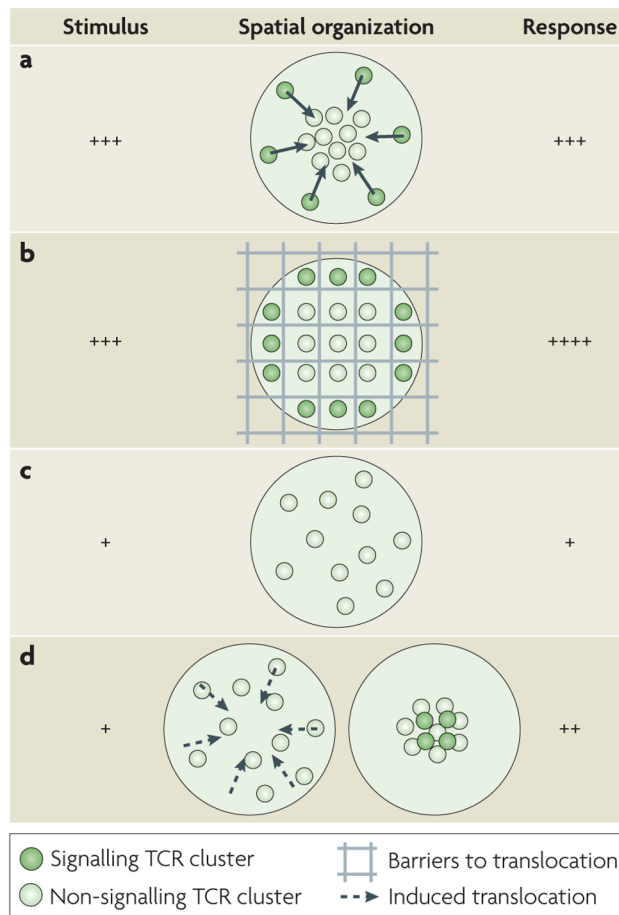 Stimulus Spatial organization Response
a
+++ +++
b
+++ ++++
c
+ +
d
+ ++
Signalling TCR cluster Barriers to translocation
Non-signalling TCR cluster Induced translocation